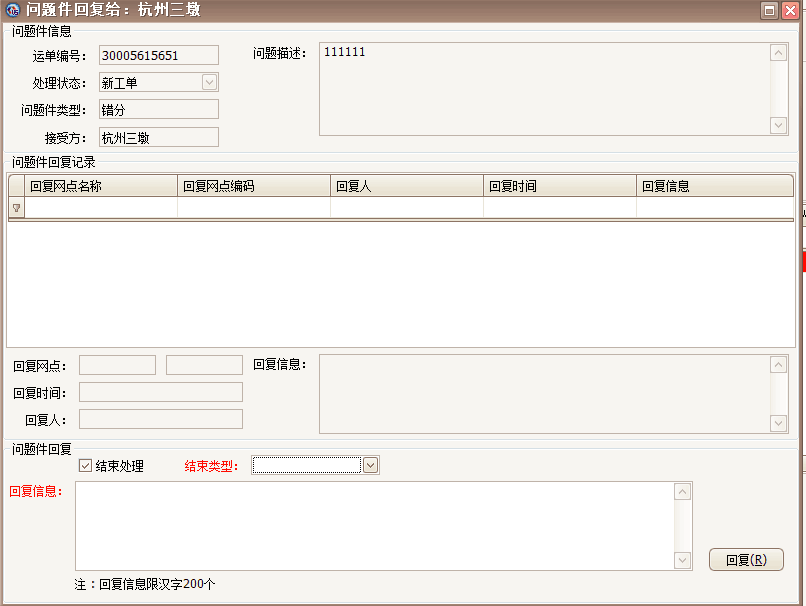 问题件回复给：杭州三墩
问题件信息
运单编号： 30005615651
问题描述： 111111
处理状态： 新工单
问题件类型： 错分
接受方： 杭州三墩
问题件回复记录
回复网点名称 回复网点编码 回复人 回复时间 回复信息
回复网点：
回复信息：
回复时间：
回复人：
问题件回复
结束处理 结束类型：
回复信息：
回复(R)
注：回复信息限汉字200个